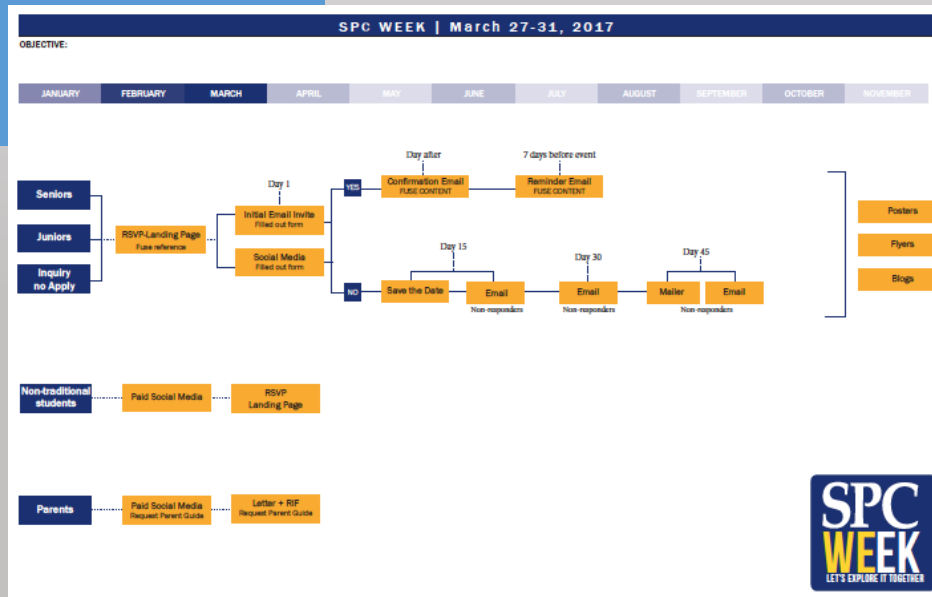 SPC WEEK | March 27-31, 2017
OBJECTIVE:
JANUARY FEBRUARY MARCH APRIL MAY JUNE JULY AUGUST SEPTEMBER OCTOBER NOVEMBER
Day after
7 days before event
Seniors
Day 1
YES
Confirmation Email
FUSE CONTENT
Reminder Email
FUSE CONTENT
Initial Email Invite
Filled out form
Posters
Juniors
RSVP-Landing Page
Fuse reference
Flyers
Social Media
Filled out form
Day 15
Day 30
Day 45
Inquiry
no Apply
NO
Save the Date
Email
Non-responders
Email
Non-responders
Mailer
Email
Non-responders
Blogs
Non-traditional
students
Paid Social Media
RSVP
Landing Page
Parents
Paid Social Media
Request Parent Guide
Letter + RIF
Request Parent Guide
SPC
WEEK
LET'S EXPLORE IT TOGETHER